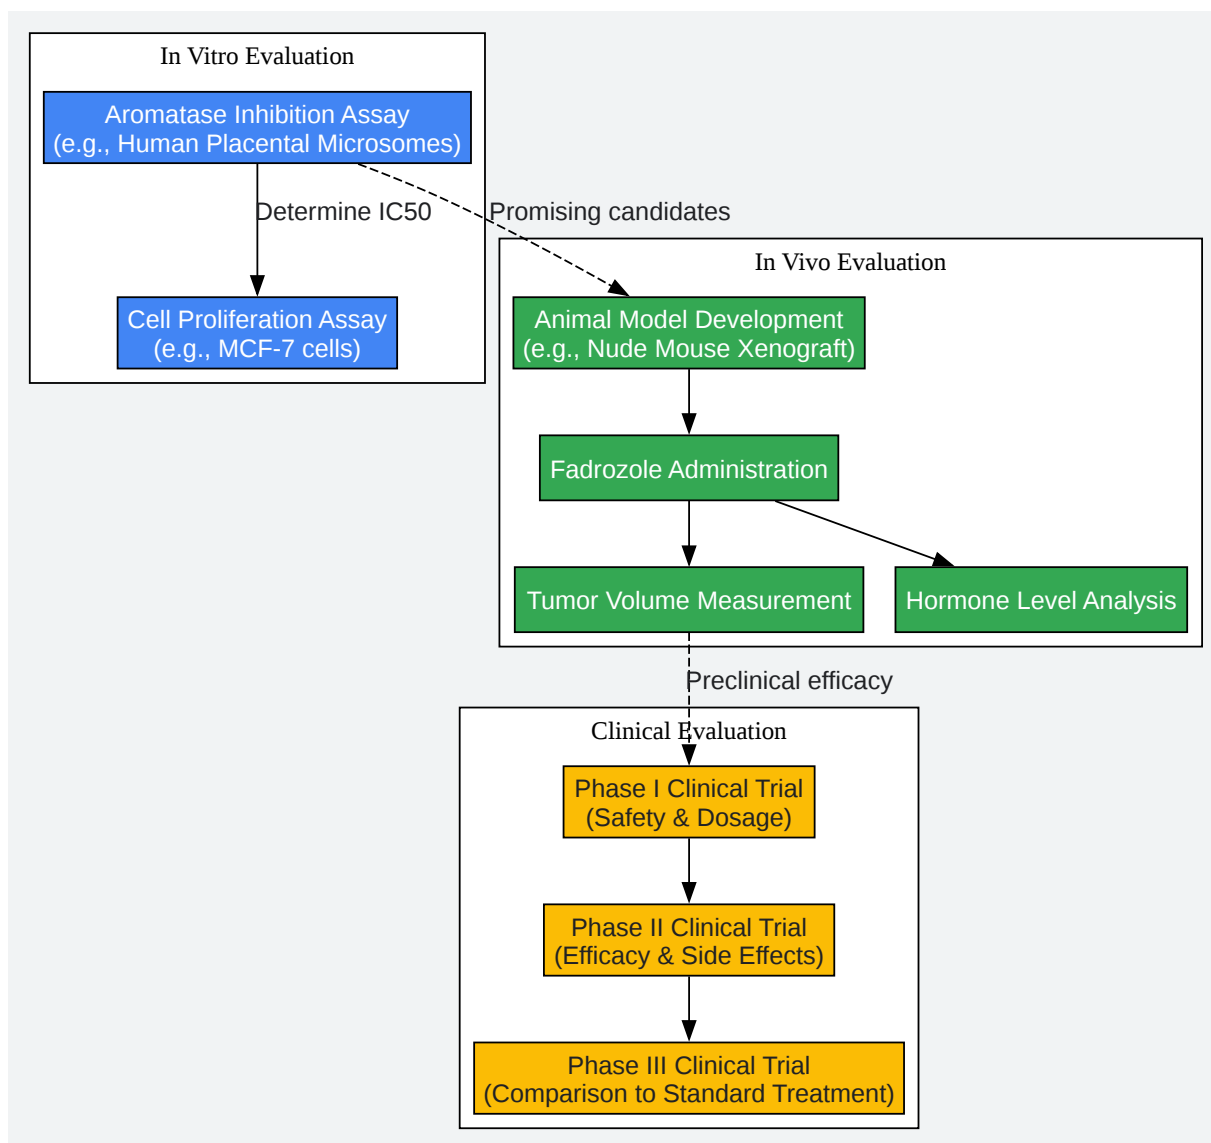 In Vitro Evaluation
Aromatase Inhibition Assay
(e.g., Human Placental Microsomes)
Determine IC50
Promising candidates
Cell Proliferation Assay
(e.g., MCF-7 cells)
In Vivo Evaluation
Animal Model Development
(e.g., Nude Mouse Xenograft)
Fadrozole Administration
Tumor Volume Measurement
Hormone Level Analysis
Preclinical efficacy
Clinical Evaluation
Phase I Clinical Trial
(Safety & Dosage)
Phase II Clinical Trial
(Efficacy & Side Effects)
Phase III Clinical Trial
(Comparison to Standard Treatment)